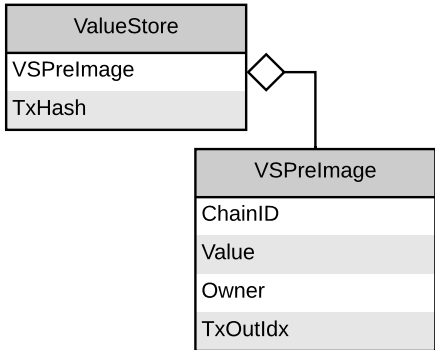 ValueStore
VSPreImage
TxHash
VSPreImage
ChainID
Value
Owner
TxOutIdx